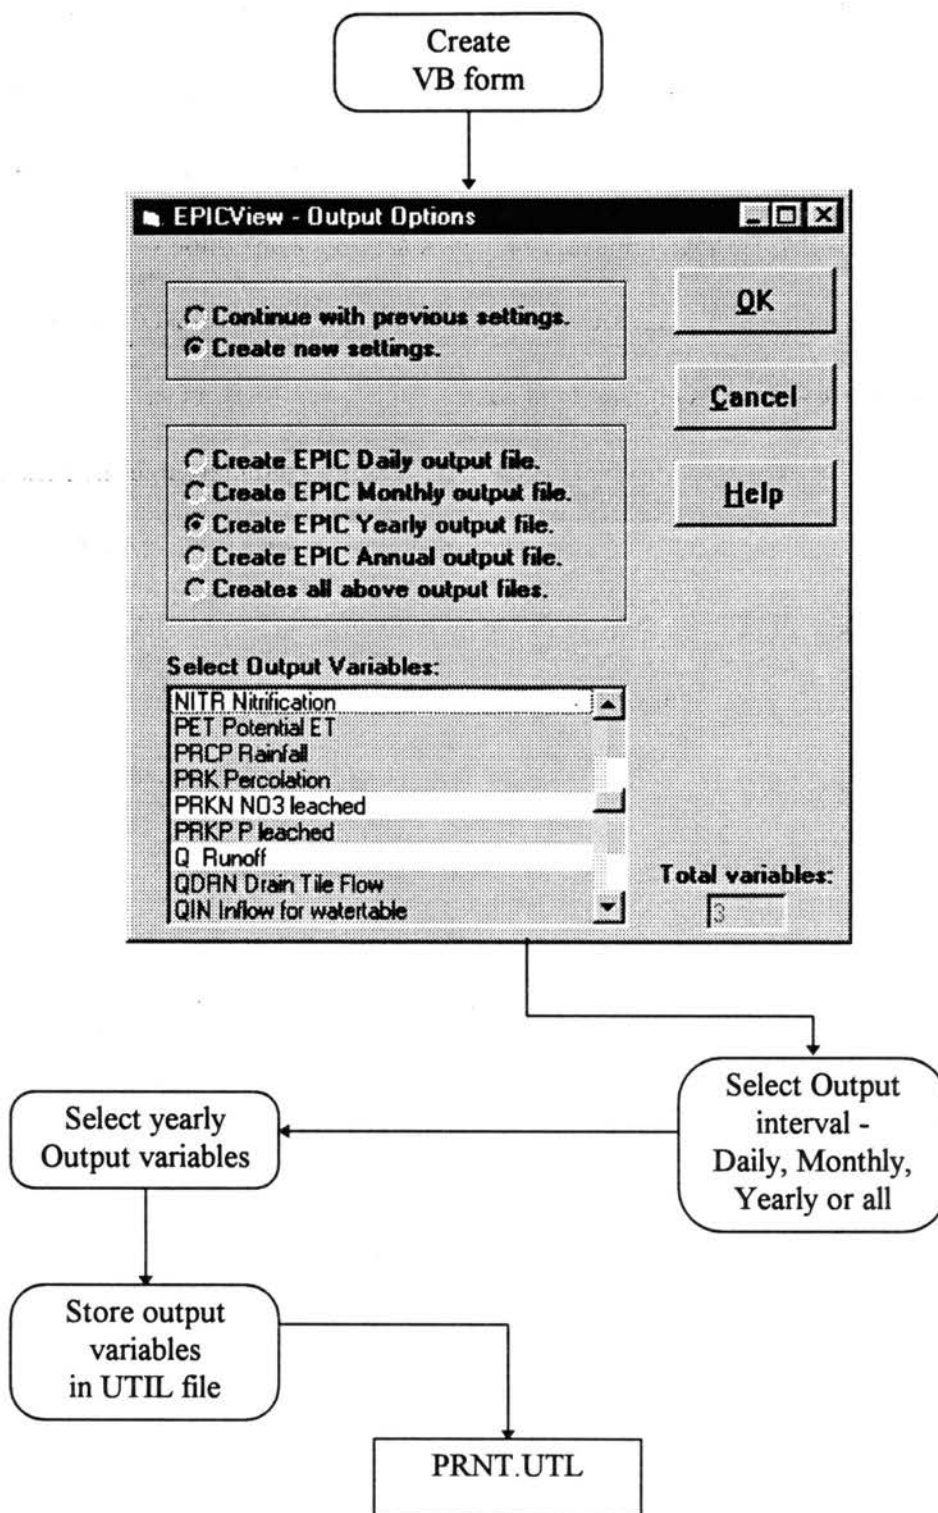 Create
VB form
EPICView - Output Options
Continue with previous settings.
Create new settings.
OK
Cancel
Help
Create EPIC Daily output file.
Create EPIC Monthly output file.
Create EPIC Yearly output file.
Create EPIC Annual output file.
Creates all above output files.
Select Output Variables:
NITR Nitrification
PET Potential ET
PRCP Rainfall
PRK Percolation
PRKN NO3 leached
PRKP P leached
Q Runoff
QDRN Drain Tile Flow
QIN Inflow for watertable
Total variables:
3
Select Output
interval -
Daily, Monthly,
Yearly or all
Select yearly
Output variables
Store output
variables
in UTIL file
PRNT.UTL